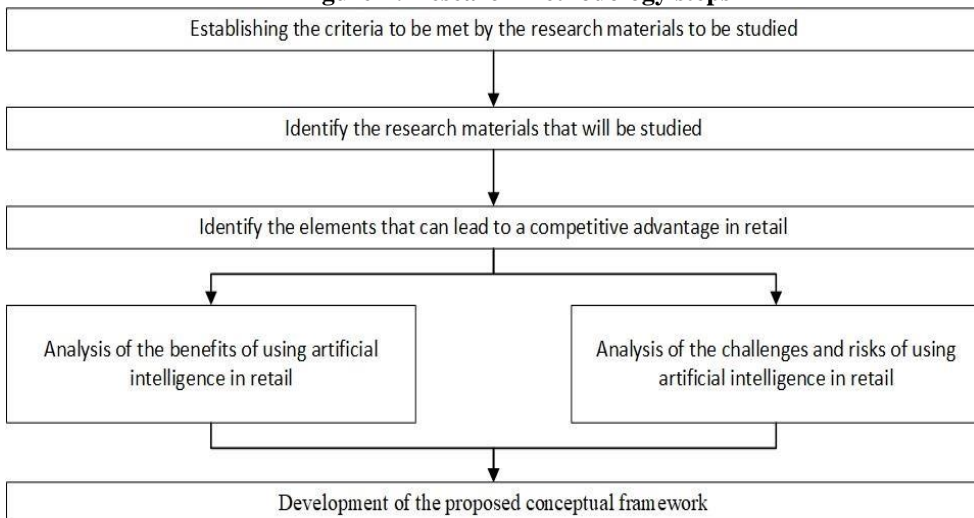 Establishing the criteria to be met by the research materials to be studied
Identify the research materials that will be studied
Identify the elements that can lead to a competitive advantage in retail
Analysis of the benefits of using artificial
intelligence in retail
Analysis of the challenges and risks of using
artificial intelligence in retail
Development of the proposed conceptual framework